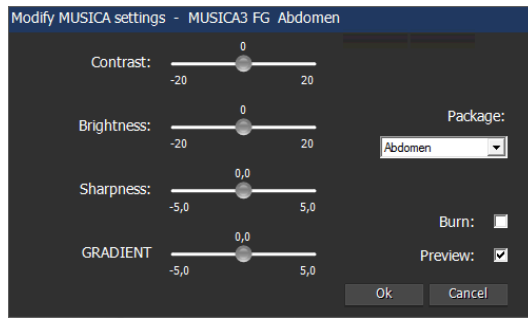 Modify MUSICA settings - MUSICA3 FG Abdomen
Contrast:
0
-20 20
Brightness:
0
-20 20
Package:
Abdomen
Sharpness:
0,0
-5,0 5,0
Burn:
GRADIENT
0,0
-5,0 5,0
Preview:
Ok Cancel